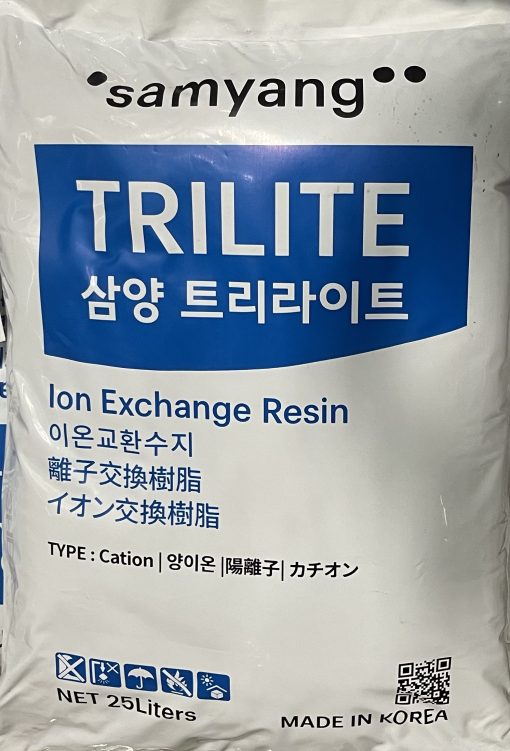 samyang
TRILITE
삼양 트리라이트
Ion Exchange Resin
이온교환수지
離子交換樹脂
イオン交換樹脂
TYPE : Cation | 양이온 |陽離子| カチオン
NET 25Liters
MADE IN KOREA